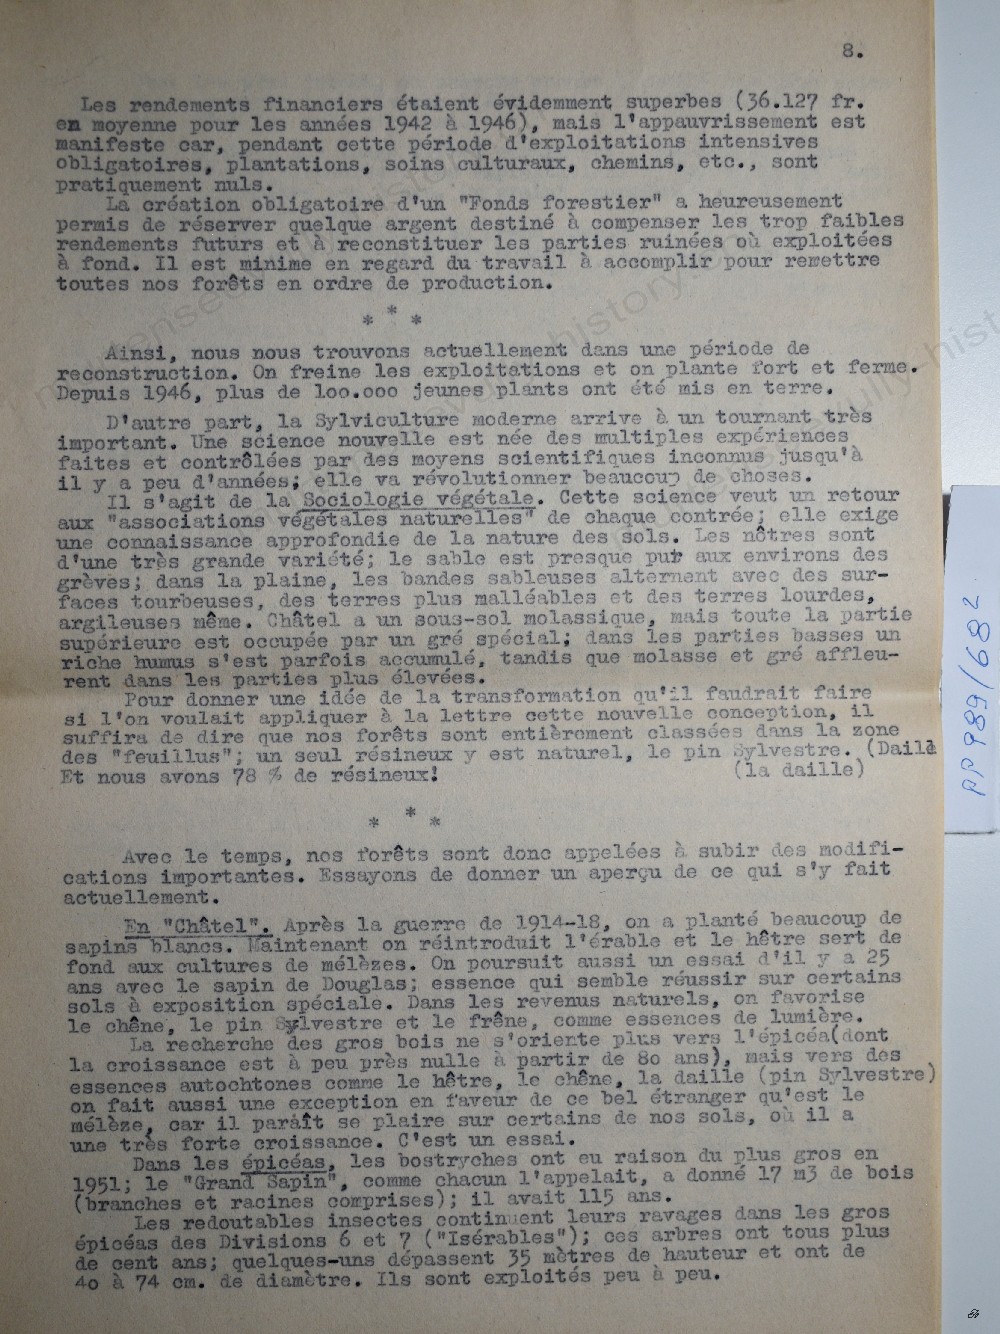 8.
Les rendements financiers étaient évidemment superbes (36.127 fr.
en moyenne pour les années 1942 à 1946), mais l'appauvrissement est
manifeste car, pendant cette période d'exploitations intensives
obligatoires, plantations, soins culturaux, chemins, etc., sont
pratiquement nuls.
La création obligatoire d'un "Fonds forestier" a heureusement
permis de réserver quelque argent destiné à compenser les trop faibles
rendements futurs et à reconstituer les parties ruinées où exploitées
à fond. Il est minime en regard du travail à accomplir pour remettre
toutes nos forêts en ordre de production.
* * *
Ainsi, nous nous trouvons actuellement dans une période de
reconstruction. On freine les exploitations et on plante fort et ferme.
Depuis 1946, plus de 100.000 jeunes plants ont été mis en terre.
D'autre part, la Sylviculture moderne arrive à un tournant très
important. Une science nouvelle est née des multiples expériences
faites et contrôlées par des moyens scientifiques inconnus jusqu'à
il y a peu d'années; elle va révolutionner beaucoup de choses.
Il s'agit de la Sociologie végétale. Cette science veut un retour
aux "associations végétales naturelles" de chaque contrée; elle exige
une connaissance approfondie de la nature des sols. Les nôtres sont
d'une très grande variété; le sable est presque pur aux environs des
grèves; dans la plaine, les bandes sableuses alternent avec des sur-
faces tourbeuses, des terres plus malléables et des terres lourdes,
argileuses même. Châtel a un sous-sol molassique, mais toute la partie
supérieure est occupée par un gré spécial; dans les parties basses un
riche humus s'est parfois accumulé, tandis que molasse et gré affleu-
rent dans les parties plus élevées.
Pour donner une idée de la transformation qu'il faudrait faire
si l'on voulait appliquer à la lettre cette nouvelle conception, il
suffira de dire que nos forêts sont entièrement classées dans la zone
des "feuillus"; un seul résineux y est naturel, le pin Sylvestre. (Daille
Et nous avons 78 % de résineux! (la daille)
* * *
Avec le temps, nos forêts sont donc appelées à subir des modifi-
cations importantes. Essayons de donner un aperçu de ce qui s'y fait
actuellement.
En "Châtel". Après la guerre de 1914-18, on a planté beaucoup de
sapins blancs. Maintenant on réintroduit l'érable et le hêtre sert de
fond aux cultures de mélèzes. On poursuit aussi un essai d'il y a 25
ans avec le sapin de Douglas; essence qui semble réussir sur certains
sols à exposition spéciale. Dans les revenus naturels, on favorise
le chêne, le pin Sylvestre et le frêne, comme essences de lumière.
La recherche des gros bois ne s'oriente plus vers l'épicéa(dont
la croissance est à peu près nulle à partir de 80 ans), mais vers des
essences autochtones comme le hêtre, le chêne, la daille (pin Sylvestre)
on fait aussi une exception en faveur de ce bel étranger qu'est le
mélèze, car il paraît se plaire sur certains de nos sols, où il a
une très forte croissance. C'est un essai.
Dans les épicéas, les bostryches ont eu raison du plus gros en
1951; le "Grand Sapin", comme chacun l'appelait, a donné 17 m3 de bois
(branches et racines comprises); il avait 115 ans.
Les redoutables insectes continuent leurs ravages dans les gros
épicéas des Divisions 6 et 7 ("Isérables"); ces arbres ont tous plus
de cent ans; quelques-uns dépassent 35 mètres de hauteur et ont de
40 à 74 cm. de diamètre. Ils sont exploités peu à peu.
PP 989/682